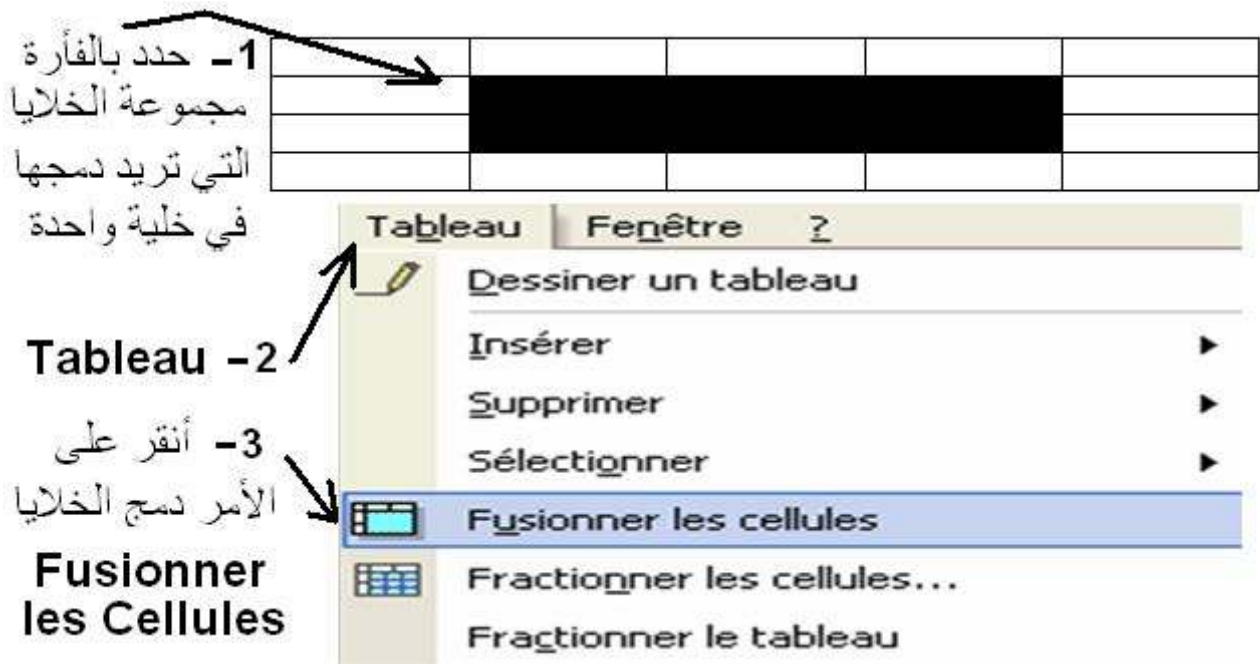 1- حدد بالفأرة
مجموعة الخلايا
التي تريد دمجها
في خلية واحدة
Tableau Fenêtre ?
Dessiner un tableau
Insérer
Supprimer
Sélectionner
Fusionner les cellules
Fractionner les cellules...
Fractionner le tableau
2- Tableau
3- أنقر على
الأمر دمج الخلايا
Fusionner
les Cellules